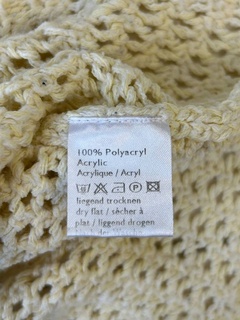 100% Polyacryl
Acrylic
Acrylique / Acryl
liegend trocknen
dry flat / sécher à
plat / liggend drogen